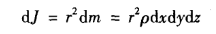 dJ = r²dm = r²ρdxdydz